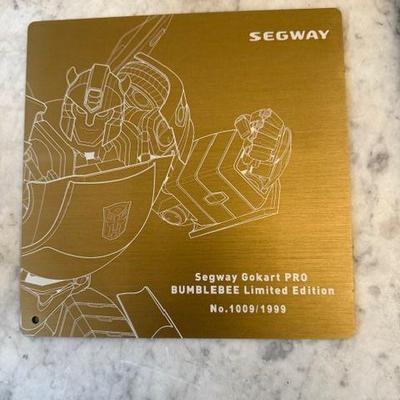 SEGWAY
Segway Gokart PRO
BUMBLEBEE Limited Edition
No.1009/1999